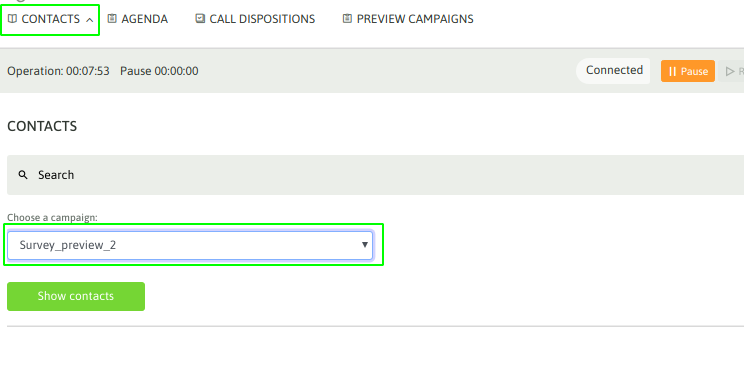 CONTACTS AGENDA CALL DISPOSITIONS PREVIEW CAMPAIGNS
Operation: 00:07:53 Pause 00:00:00 Connected Pause R
CONTACTS
Search
Choose a campaign:
Survey_preview_2
Show contacts